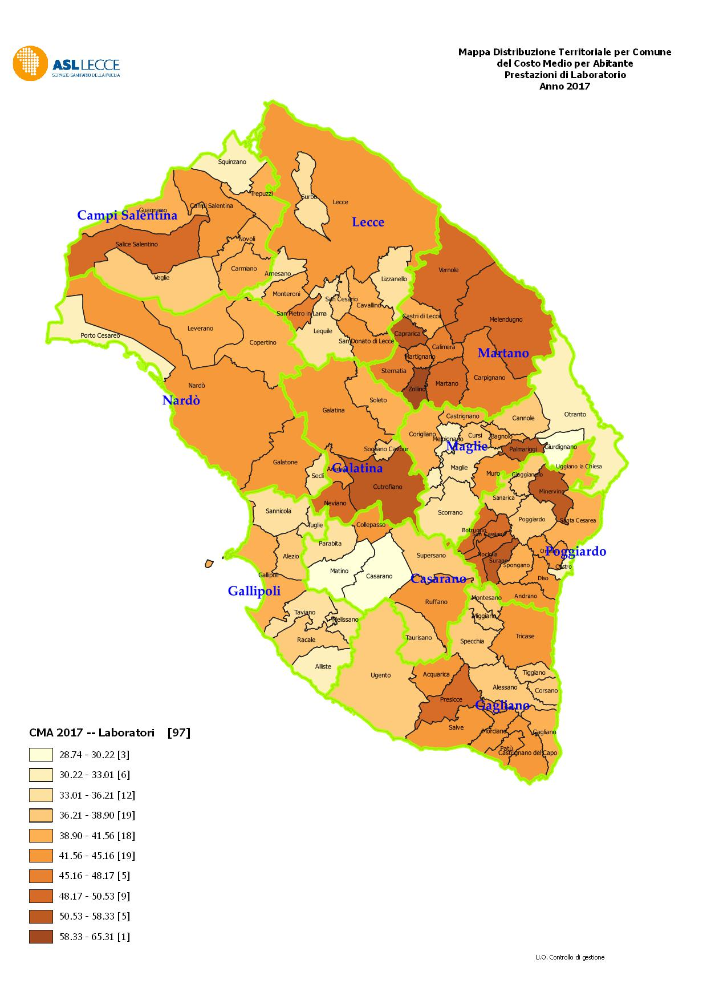 ASL LECCE
SERVIZIO SANITARIO DELLA PUGLIA
Mappa Distribuzione Territoriale per Comune
del Costo Medio per Abitante
Prestazioni di Laboratorio
Anno 2017
Squinzano
Trepuzzi
Surbo
Lecce
Campi Salentina
Guagnano
Campi Salentina
Lecce
Novoli
Salice Salentino
Carmiano
Arnesano
Veglie
Lizzanello
Vernole
Monteroni
San Cesario
Cavallino
San Pietro in Lama
Castri di Lecce
Melendugno
Leverano
Lequile
Caprarica
Porto Cesareo
Copertino
San Donato di Lecce
Calimera
Martignano
Martano
Sternatia
Carpignano
Nardò
Zollino
Martano
Nardò
Soleto
Galatina
Castrignano
Cannole
Otranto
Corigliano
Melpignano
Cursi
Bagnolo
Maglie
Sogliano Cavour
Palmariggi
Giurdignano
Galatone
Aradeo
Galatina
Maglie
Uggiano la Chiesa
Seclì
Muro
Giuggianello
Cutrofiano
Minervino
Sanarica
Neviano
Sannicola
Scorrano
Poggiardo
Santa Cesarea
Tuglie
Collepasso
Botrugno
San Cassiano
Parabita
Ortelle
Poggiardo
Alezio
Supersano
Nociglia
Surano
Spongano
Castro
Matino
Casarano
Gallipoli
Casarano
Diso
Gallipoli
Andrano
Montesano
Ruffano
Taviano
Melissano
Miggiano
Racale
Taurisano
Specchia
Tricase
Alliste
Ugento
Acquarica
Tiggiano
Alessano
Corsano
Presicce
Gagliano
Salve
Morciano
Gagliano
Patù
Castrignano del Capo
CMA 2017 -- Laboratori [97]
28.74 - 30.22 [3]
30.22 - 33.01 [6]
33.01 - 36.21 [12]
36.21 - 38.90 [19]
38.90 - 41.56 [18]
41.56 - 45.16 [19]
45.16 - 48.17 [5]
48.17 - 50.53 [9]
50.53 - 58.33 [5]
58.33 - 65.31 [1]
U.O. Controllo di gestione